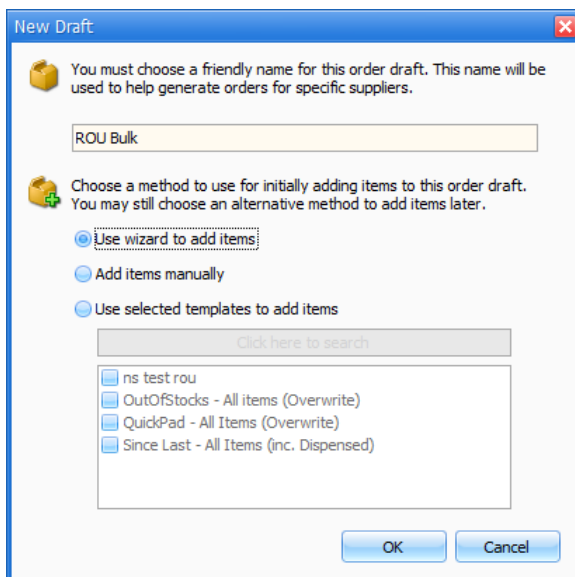 New Draft
You must choose a friendly name for this order draft. This name will be
used to help generate orders for specific suppliers.
ROU Bulk
Choose a method to use for initially adding items to this order draft.
You may still choose an alternative method to add items later.
Use wizard to add items
Add items manually
Use selected templates to add items
Click here to search
ns test rou
OutOfStocks - All items (Overwrite)
QuickPad - All Items (Overwrite)
Since Last - All Items (inc. Dispensed)
OK Cancel